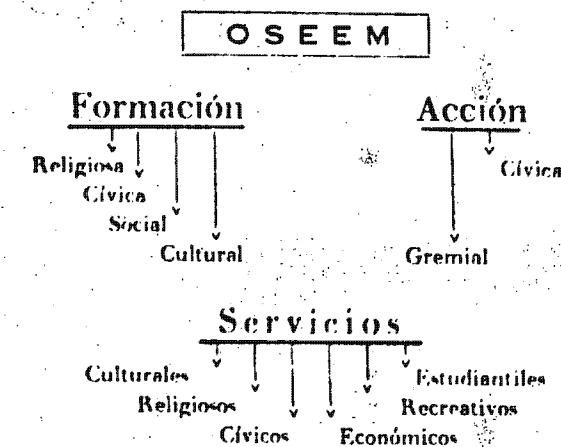 OSEEM
Formación
Acción
Religiosa
Cívica
Cívica
Social
Cultural
Gremial
Servicios
Culturales
Estudiantiles
Religiosos
Recreativos
Cívicos
Económicos